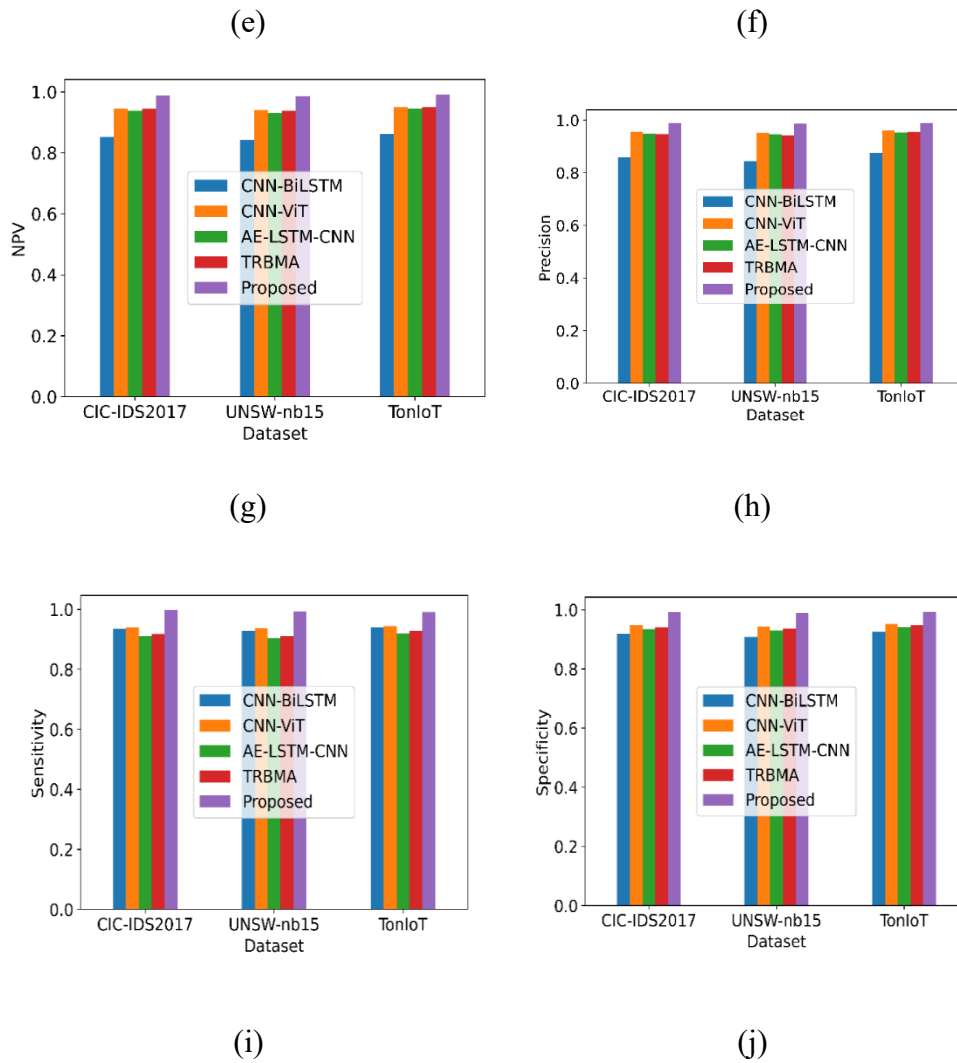 (e)
(f)
1.0
0.8
0.6
0.4
0.2
0.0
NPV
CNN-BiLSTM
CNN-ViT
AE-LSTM-CNN
TRBMA
Proposed
CIC-IDS2017
UNSW-nb15
TonIoT
Dataset
1.0
0.8
0.6
0.4
0.2
0.0
Precision
CNN-BiLSTM
CNN-ViT
AE-LSTM-CNN
TRBMA
Proposed
CIC-IDS2017
UNSW-nb15
TonIoT
Dataset
(g)
(h)
1.0
0.8
0.6
0.4
0.2
0.0
Sensitivity
CNN-BiLSTM
CNN-ViT
AE-LSTM-CNN
TRBMA
Proposed
CIC-IDS2017
UNSW-nb15
TonIoT
Dataset
1.0
0.8
0.6
0.4
0.2
0.0
Specificity
CNN-BiLSTM
CNN-ViT
AE-LSTM-CNN
TRBMA
Proposed
CIC-IDS2017
UNSW-nb15
TonIoT
Dataset
(i)
(j)